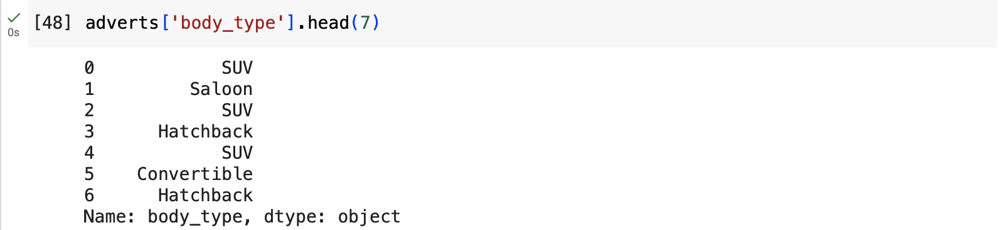 [48] adverts['body_type'].head(7)
0s
0 SUV
1 Saloon
2 SUV
3 Hatchback
4 SUV
5 Convertible
6 Hatchback
Name: body_type, dtype: object